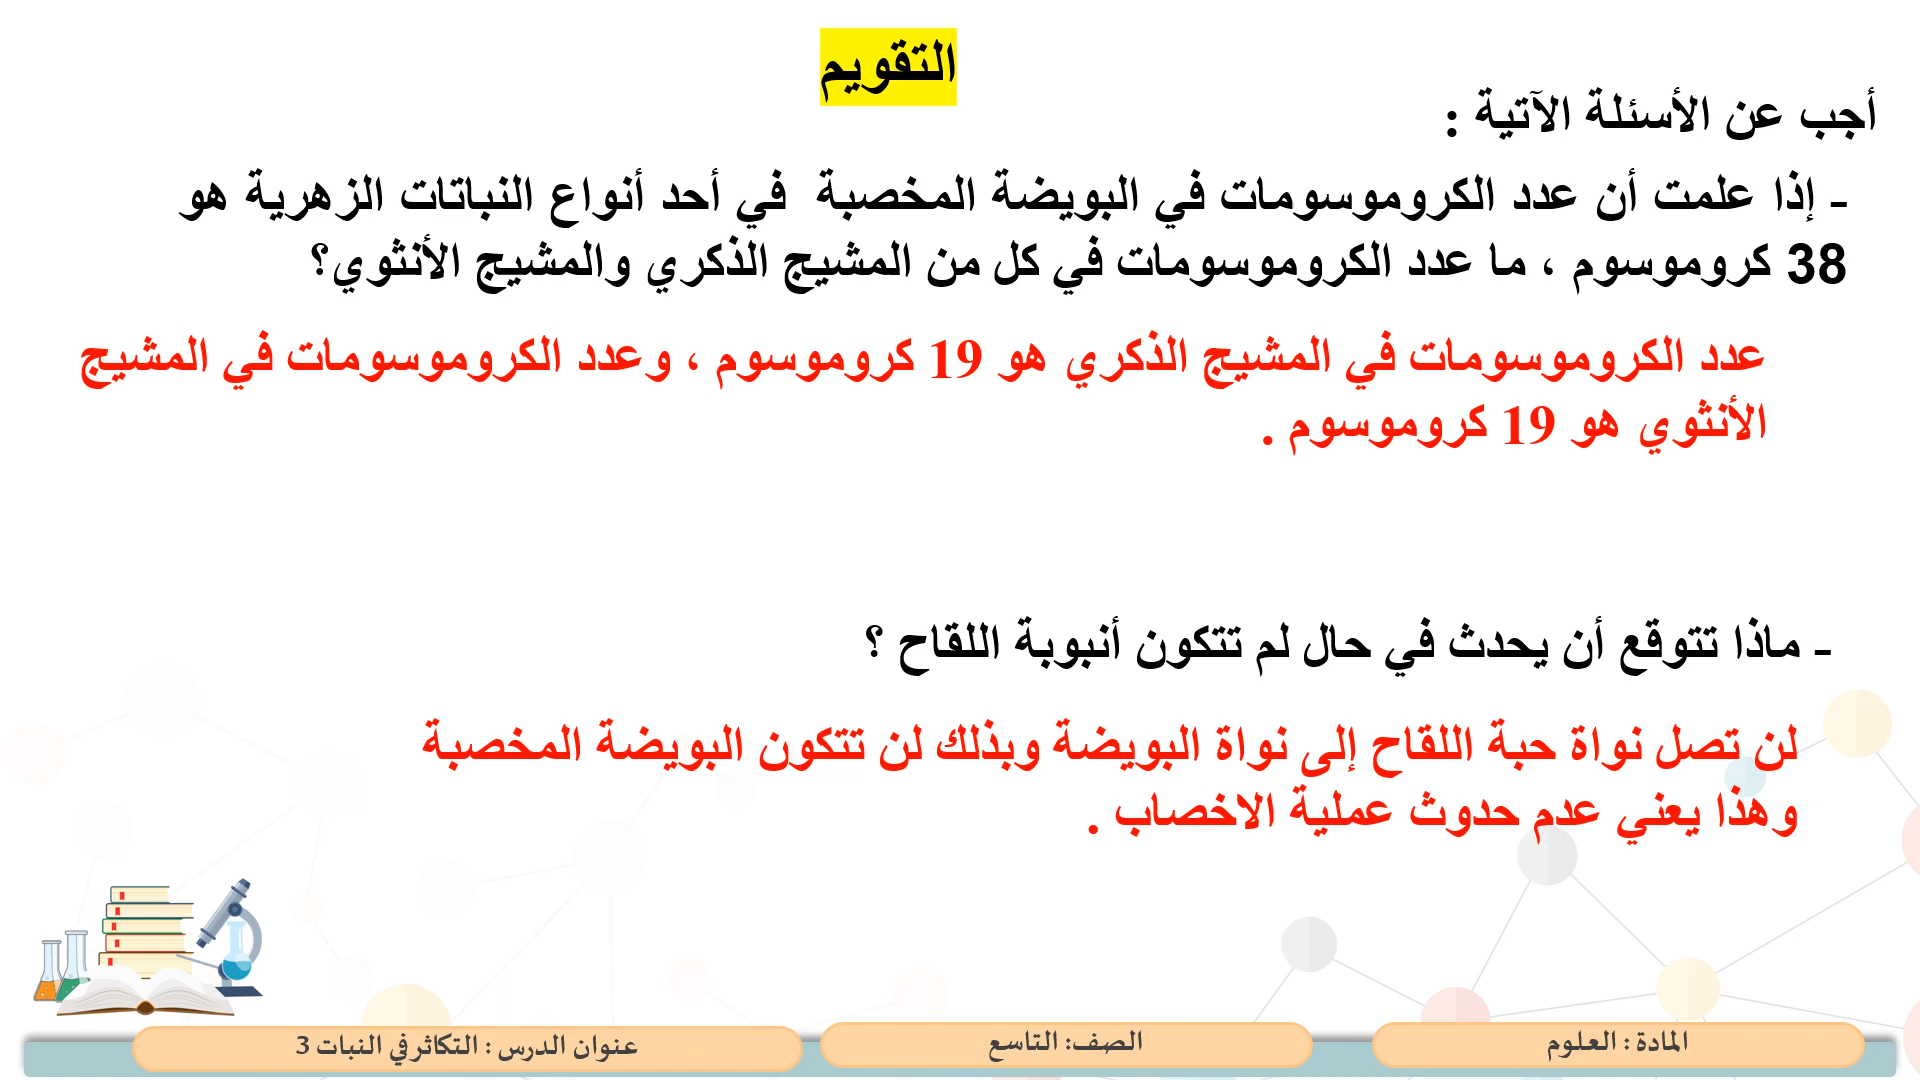 التقويم
أجب عن الأسئلة الآتية :
- إذا علمت أن عدد الكروموسومات في البويضة المخصبة في أحد أنواع النباتات الزهرية هو
38 كروموسوم ، ما عدد الكروموسومات في كل من المشيج الذكري والمشيج الأنثوي؟
عدد الكروموسومات في المشيج الذكري هو 19 كروموسوم ، وعدد الكروموسومات في المشيج
الأنثوي هو 19 كروموسوم .
- ماذا تتوقع أن يحدث في حال لم تتكون أنبوبة اللقاح ؟
لن تصل نواة حبة اللقاح إلى نواة البويضة وبذلك لن تتكون البويضة المخصبة
وهذا يعني عدم حدوث عملية الاخصاب .
المادة : العلوم
الصف: التاسع
عنوان الدرس : التكاثر في النبات 3